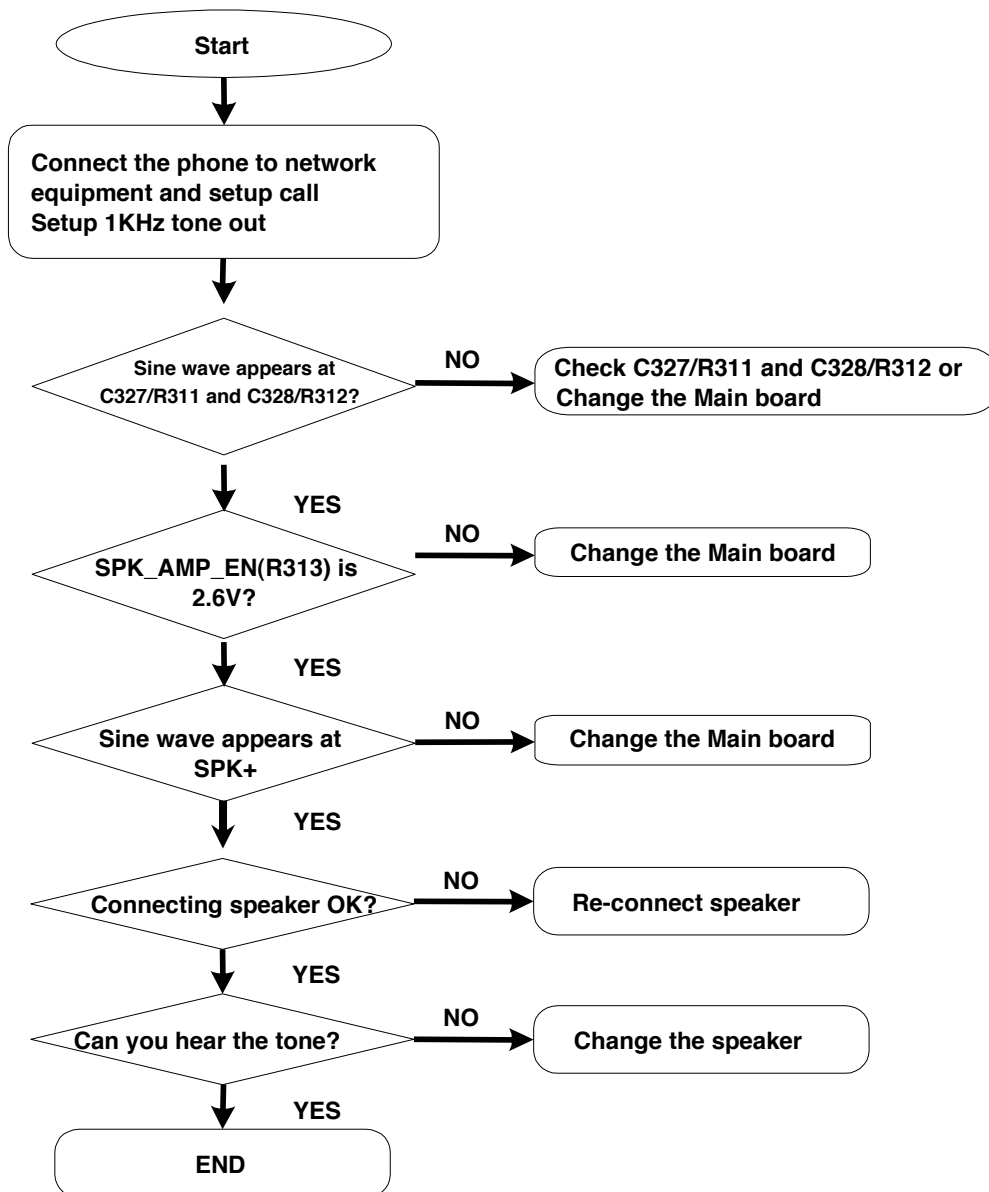 Start
Connect the phone to network
equipment and setup call
Setup 1KHz tone out
Sine wave appears at
C327/R311 and C328/R312?
NO
Check C327/R311 and C328/R312 or
Change the Main board
YES
SPK_AMP_EN(R313) is
2.6V?
NO
Change the Main board
YES
Sine wave appears at
SPK+
NO
Change the Main board
YES
Connecting speaker OK?
NO
Re-connect speaker
YES
Can you hear the tone?
NO
Change the speaker
YES
END